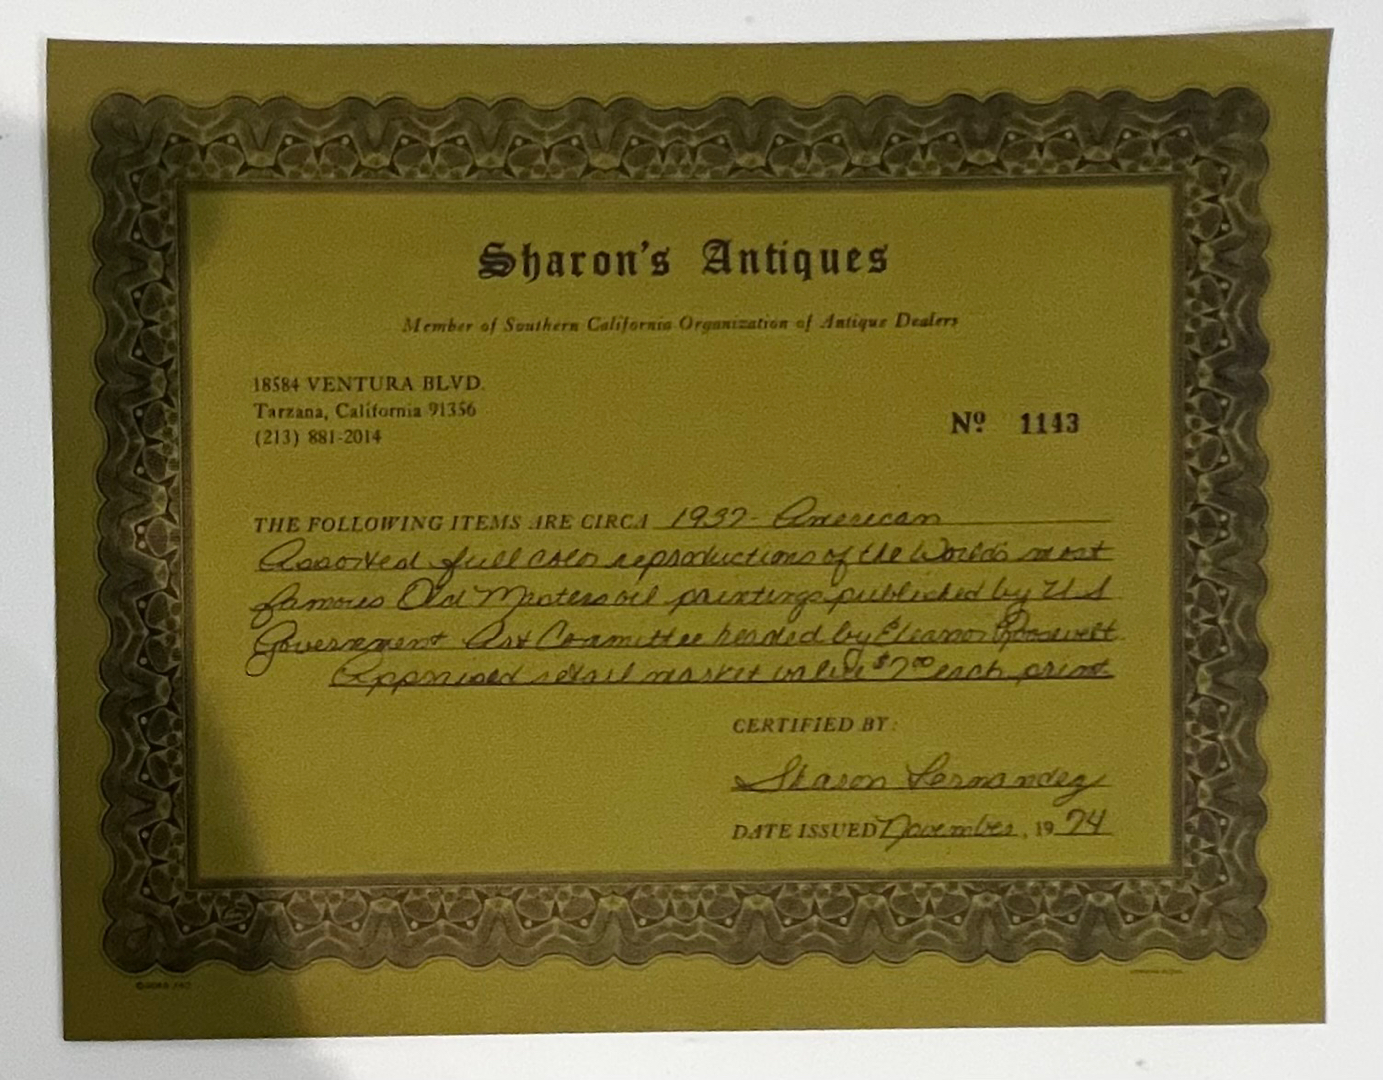 Sharon's Antiques
Member of Southern California Organization of Antique Dealers
18584 VENTURA BLVD.
Tarzana, California 91356
(213) 881-2014
Nº 1143
THE FOLLOWING ITEMS ARE CIRCA 1937- American
Assorted full color reproductions of the World's most
famous Old Masters oil paintings published by U.S
Government Art Committee headed by Eleanor Roosevelt
Appraised retail market value $7.00 each print.
CERTIFIED BY:
Sharon Fernandez
DATE ISSUED November, 1974